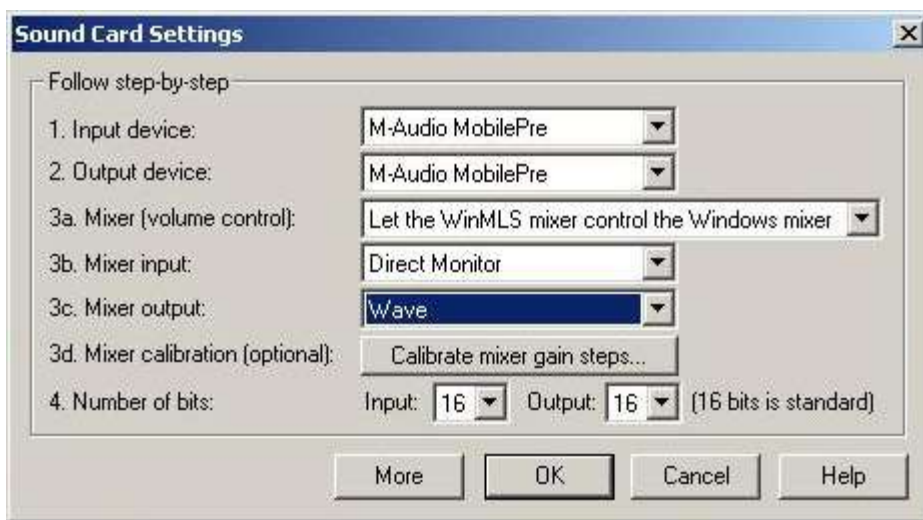 Sound Card Settings
Follow step-by-step
1. Input device: M-Audio MobilePre
2. Output device: M-Audio MobilePre
3a. Mixer (volume control): Let the WinMLS mixer control the Windows mixer
3b. Mixer input: Direct Monitor
3c. Mixer output: Wave
3d. Mixer calibration (optional): Calibrate mixer gain steps...
4. Number of bits: Input: 16 Output: 16 (16 bits is standard)
More OK Cancel Help